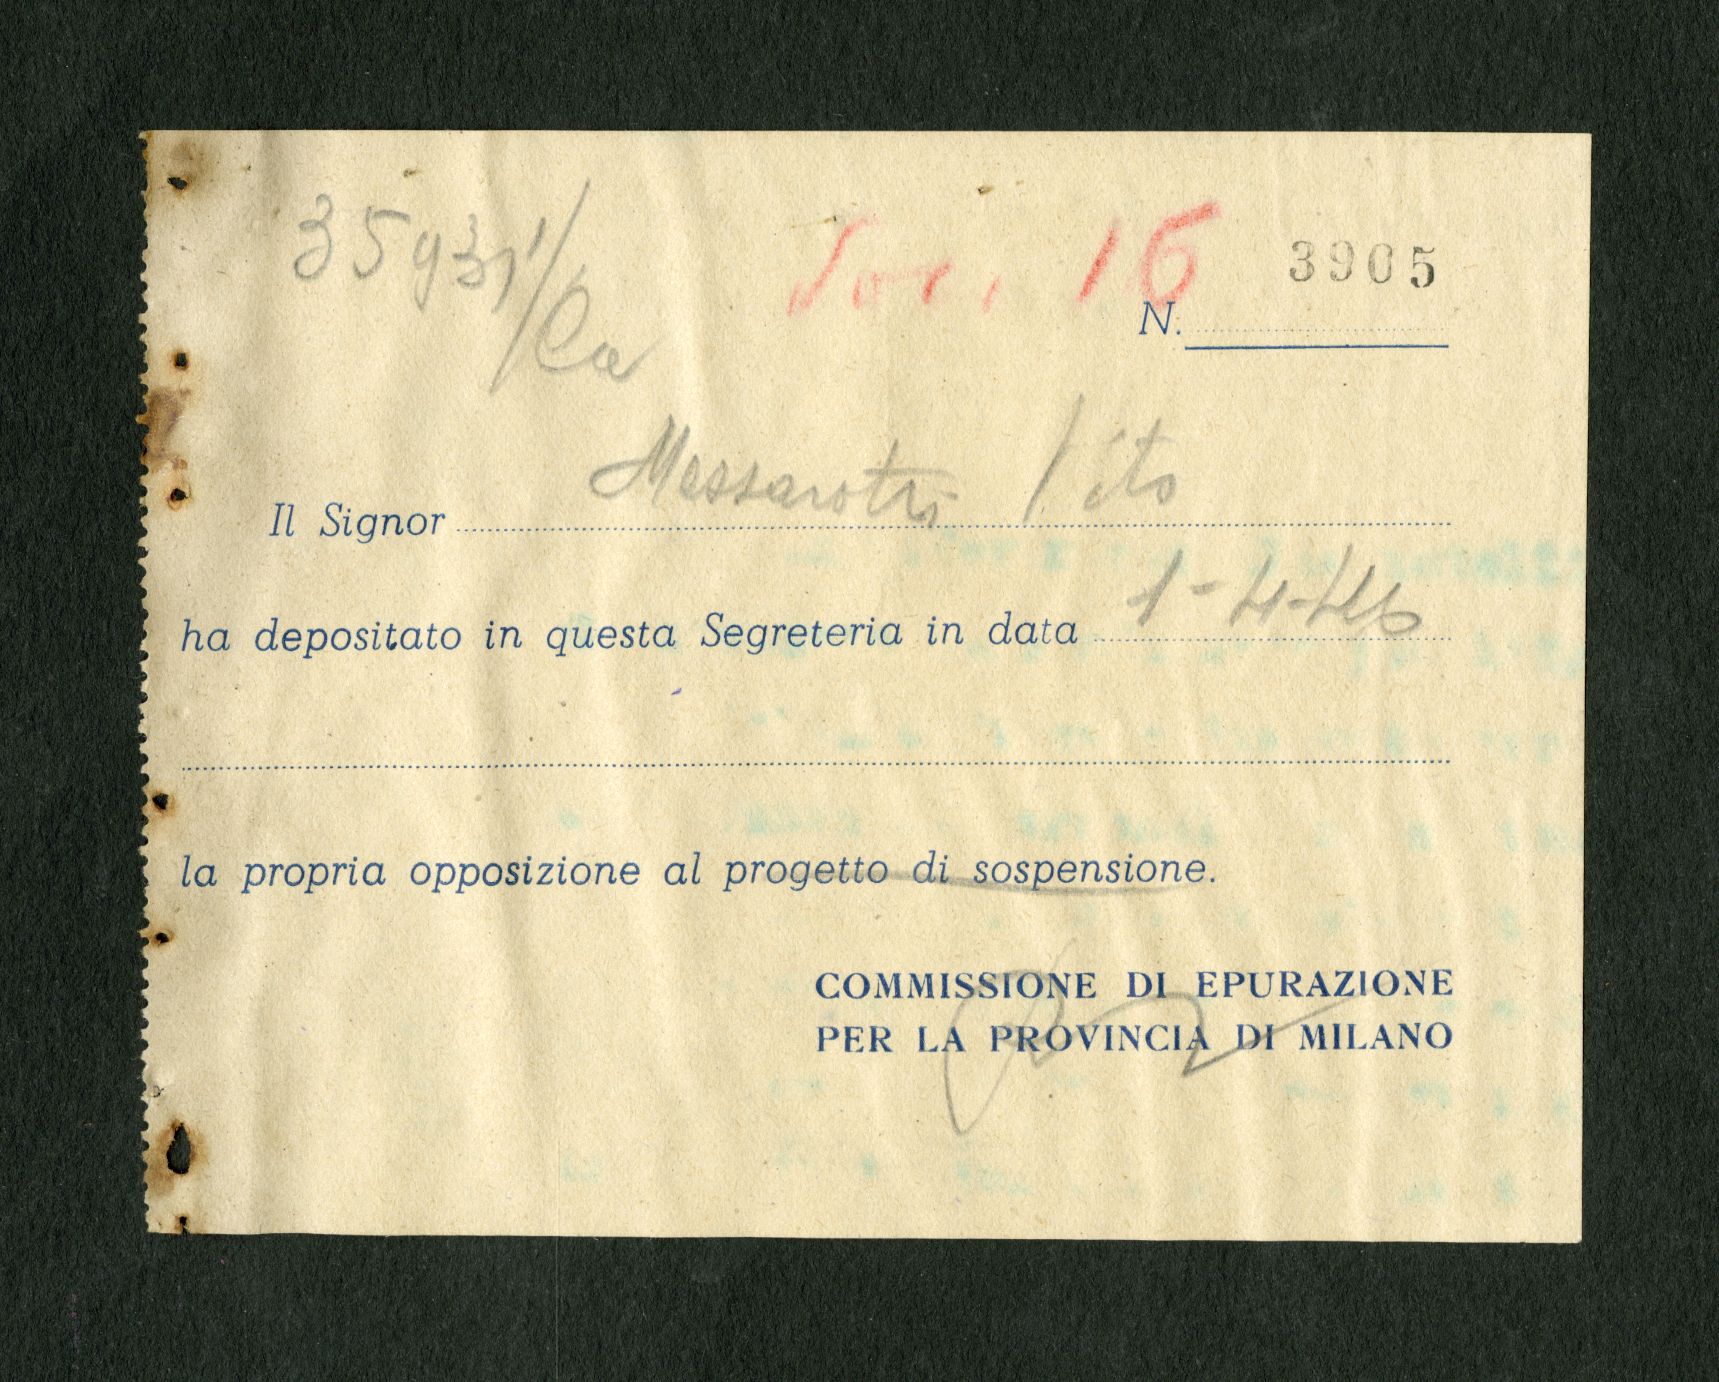 35931/Ca
Doc. 16
3905
N.
Il Signor Messarotti Vito
ha depositato in questa Segreteria in data 1-4-46
la propria opposizione al progetto di sospensione.
COMMISSIONE DI EPURAZIONE
PER LA PROVINCIA DI MILANO